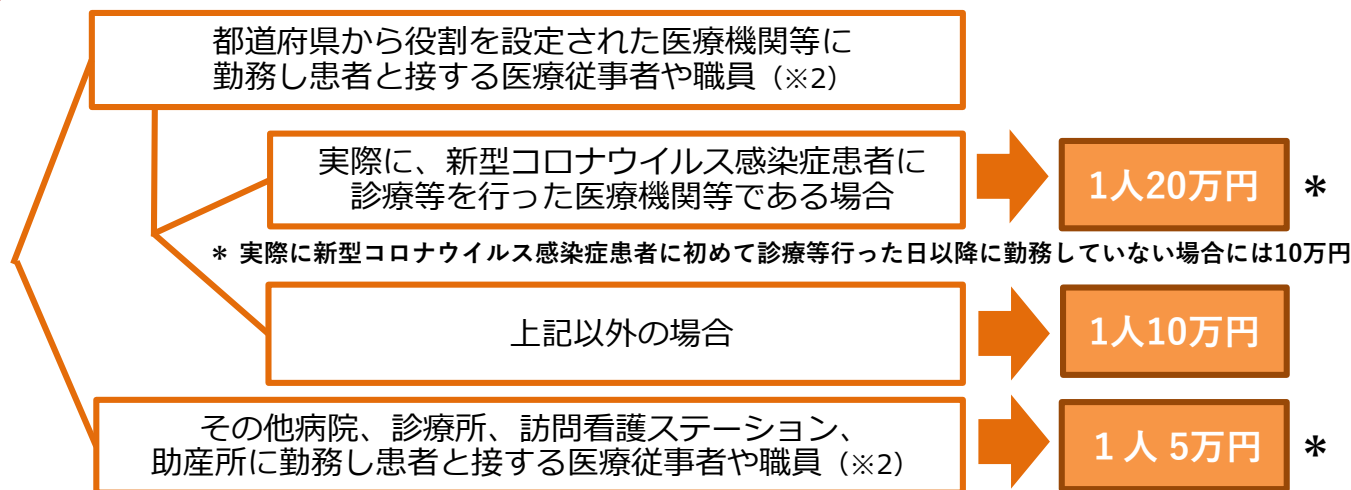 都道府県から役割を設定された医療機関等に
勤務し患者と接する医療従事者や職員（※2）
実際に、新型コロナウイルス感染症患者に
診療等を行った医療機関等である場合
1人20万円
＊
＊ 実際に新型コロナウイルス感染症患者に初めて診療等行った日以降に勤務していない場合には10万円
上記以外の場合
1人10万円
その他病院、診療所、訪問看護ステーション、
助産所に勤務し患者と接する医療従事者や職員（※2）
1人 5万円
＊